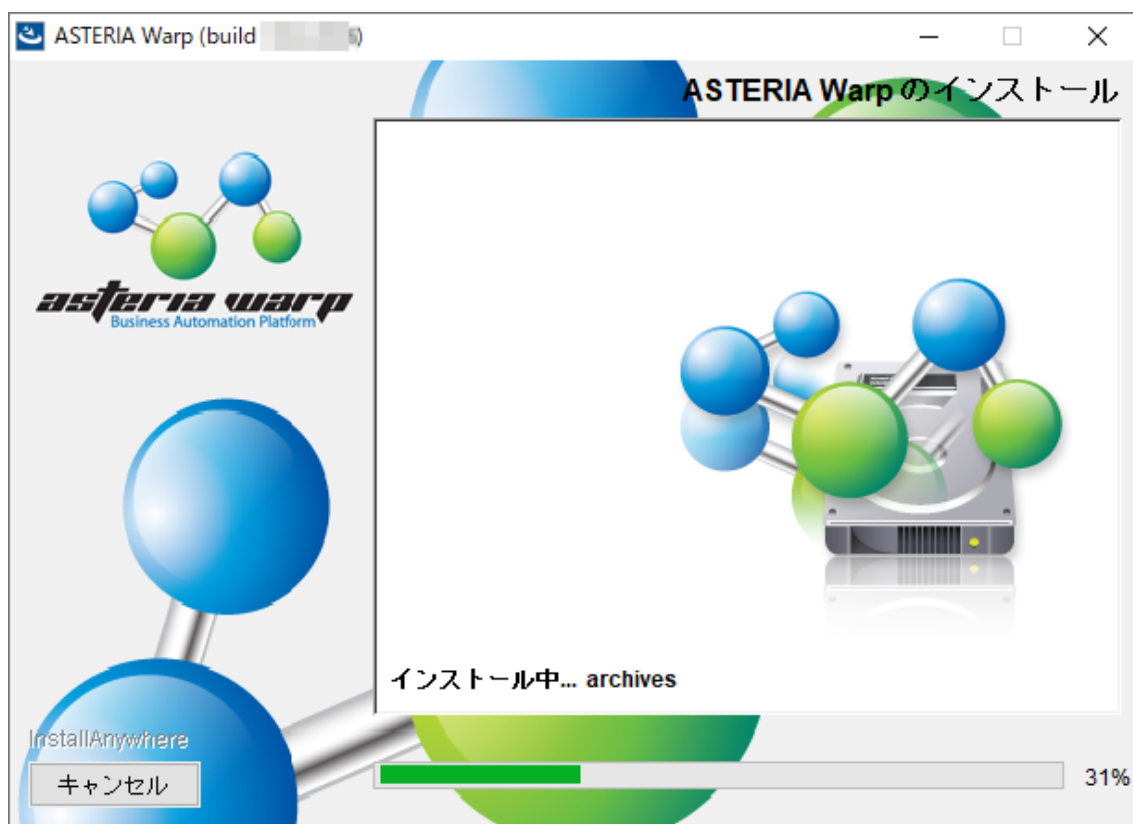 ASTERIA Warp (build
ASTERIA Warp のインストール
asteria warp
Business Automation Platform
インストール中... archives
InstallAnywhere
キャンセル
31%